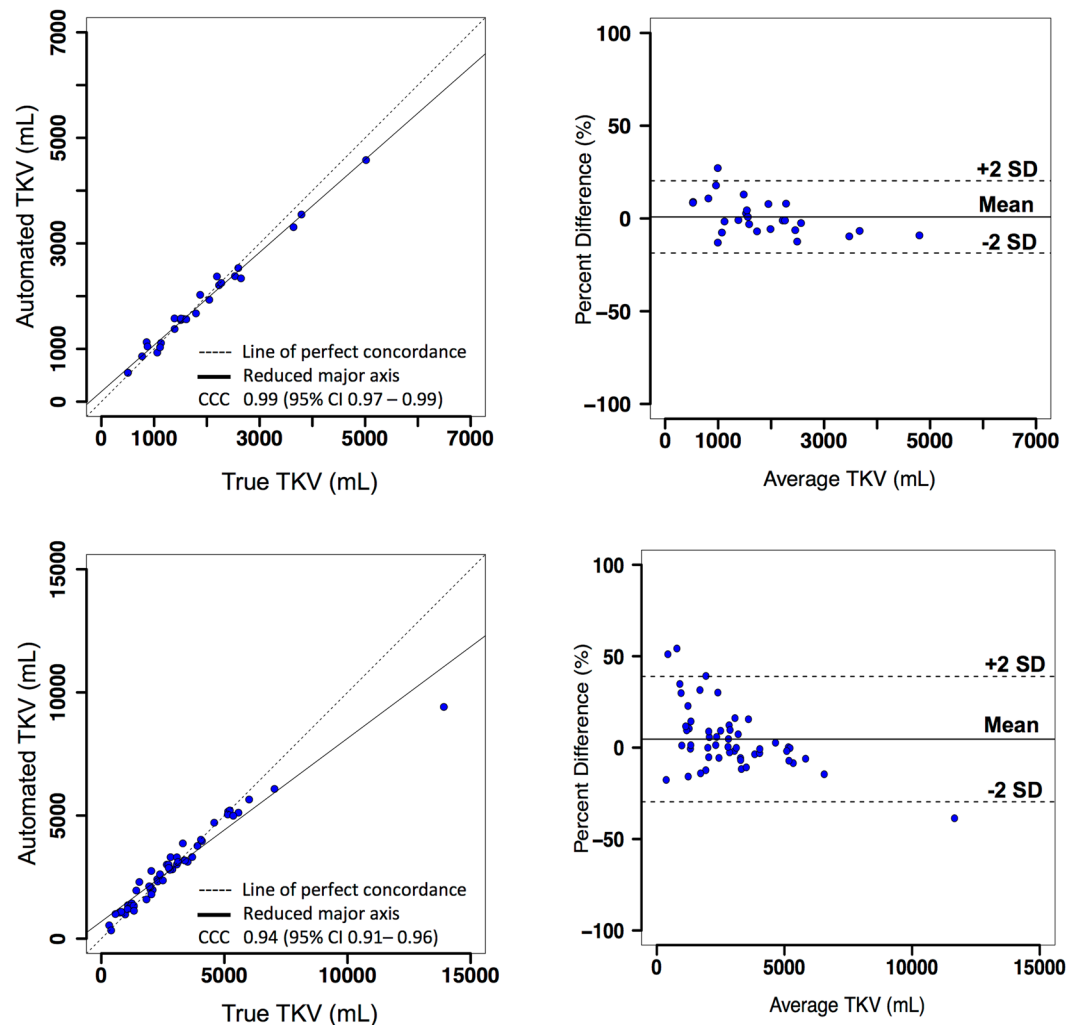 Automated TKV (mL)
7000
5000
3000
1000
0
---- Line of perfect concordance
Reduced major axis
CCC 0.99 (95% CI 0.97 – 0.99)
0 1000 3000 5000 7000
True TKV (mL)
Percent Difference (%)
100
50
0
−50
−100
+2 SD
Mean
-2 SD
0 1000 3000 5000 7000
Average TKV (mL)
Automated TKV (mL)
15000
10000
5000
0
---- Line of perfect concordance
Reduced major axis
CCC 0.94 (95% CI 0.91– 0.96)
0 5000 10000 15000
True TKV (mL)
Percent Difference (%)
100
50
0
−50
−100
+2 SD
Mean
-2 SD
0 5000 10000 15000
Average TKV (mL)